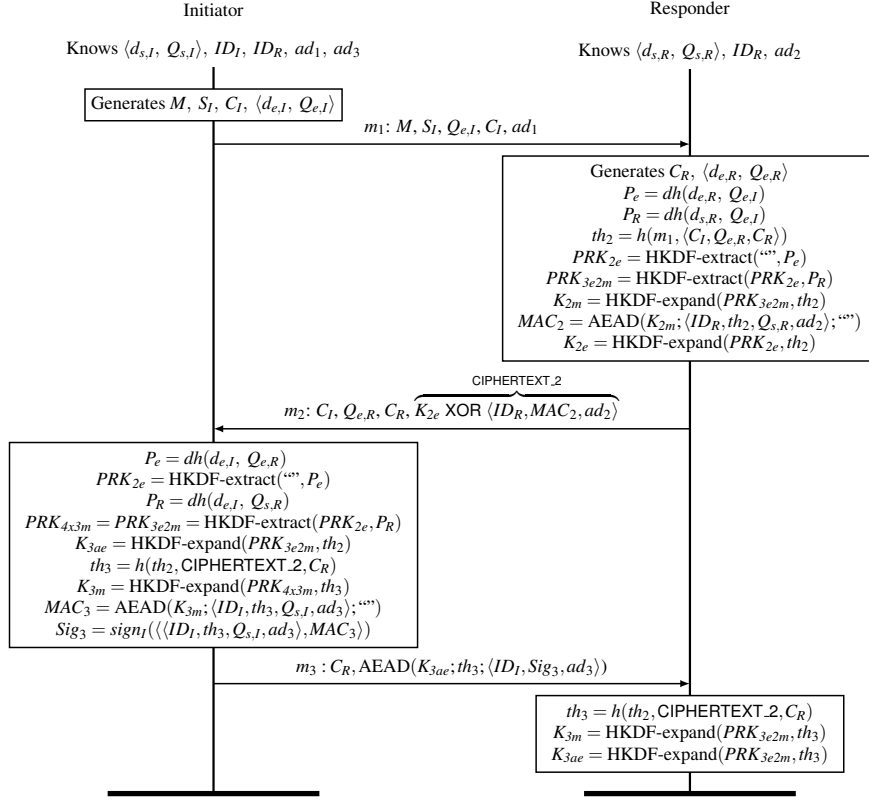 Initiator
Responder
Knows ⟨d_{s,I}, Q_{s,I}⟩, ID_I, ID_R, ad_1, ad_3
Knows ⟨d_{s,R}, Q_{s,R}⟩, ID_R, ad_2
Generates M, S_I, C_I, ⟨d_{e,I}, Q_{e,I}⟩
m_1: M, S_I, Q_{e,I}, C_I, ad_1
Generates C_R, ⟨d_{e,R}, Q_{e,R}⟩
P_e = dh(d_{e,R}, Q_{e,I})
P_R = dh(d_{s,R}, Q_{e,I})
th_2 = h(m_1, ⟨C_I, Q_{e,R}, C_R⟩)
PRK_{2e} = HKDF-extract(“”, P_e)
PRK_{3e2m} = HKDF-extract(PRK_{2e}, P_R)
K_{2m} = HKDF-expand(PRK_{3e2m}, th_2)
MAC_2 = AEAD(K_{2m}; ⟨ID_R, th_2, Q_{s,R}, ad_2⟩; “”)
K_{2e} = HKDF-expand(PRK_{2e}, th_2)
CIPHERTEXT_2
m_2: C_I, Q_{e,R}, C_R, K_{2e} XOR ⟨ID_R, MAC_2, ad_2⟩
P_e = dh(d_{e,I}, Q_{e,R})
PRK_{2e} = HKDF-extract(“”, P_e)
P_R = dh(d_{e,I}, Q_{s,R})
PRK_{4x3m} = PRK_{3e2m} = HKDF-extract(PRK_{2e}, P_R)
K_{3ae} = HKDF-expand(PRK_{3e2m}, th_2)
th_3 = h(th_2, CIPHERTEXT_2, C_R)
K_{3m} = HKDF-expand(PRK_{4x3m}, th_3)
MAC_3 = AEAD(K_{3m}; ⟨ID_I, th_3, Q_{s,I}, ad_3⟩; “”)
Sig_3 = sign_I(⟨⟨ID_I, th_3, Q_{s,I}, ad_3⟩, MAC_3⟩)
m_3 : C_R, AEAD(K_{3ae}; th_3; ⟨ID_I, Sig_3, ad_3⟩)
th_3 = h(th_2, CIPHERTEXT_2, C_R)
K_{3m} = HKDF-expand(PRK_{3e2m}, th_3)
K_{3ae} = HKDF-expand(PRK_{3e2m}, th_3)